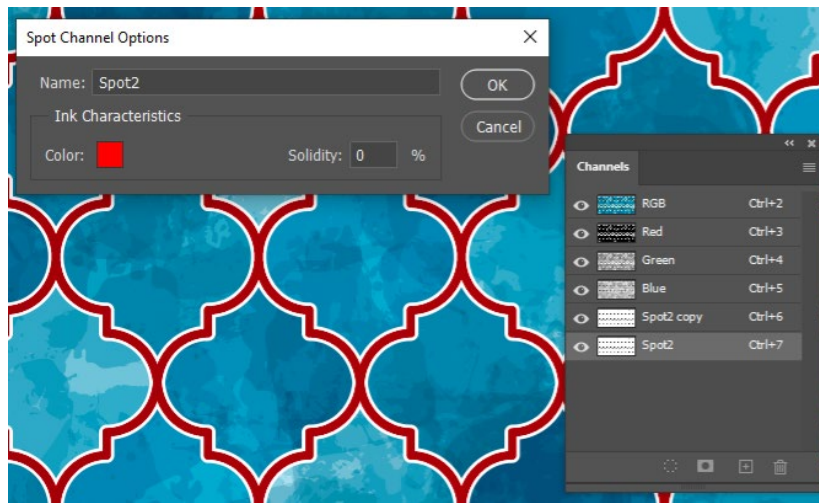 Spot Channel Options
Name: Spot2
OK
Ink Characteristics
Cancel
Color:
Solidity: 0 %
Channels
RGB Ctrl+2
Red Ctrl+3
Green Ctrl+4
Blue Ctrl+5
Spot2 copy Ctrl+6
Spot2 Ctrl+7